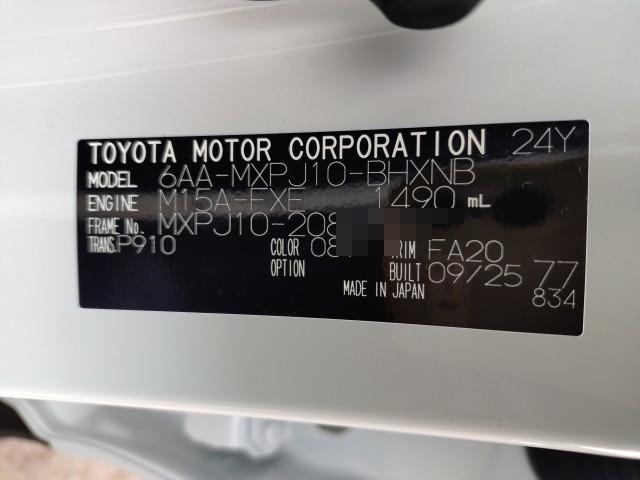 TOYOTA MOTOR CORPORATION 24Y
MODEL 6AA-MXPJ10-BHXNB
ENGINE M15A-FXE 1490 mL
FRAME No. MXPJ10-208
TRANS. P910 COLOR 08 TRIM FA20
OPTION BUILT 09/25 77
MADE IN JAPAN 834